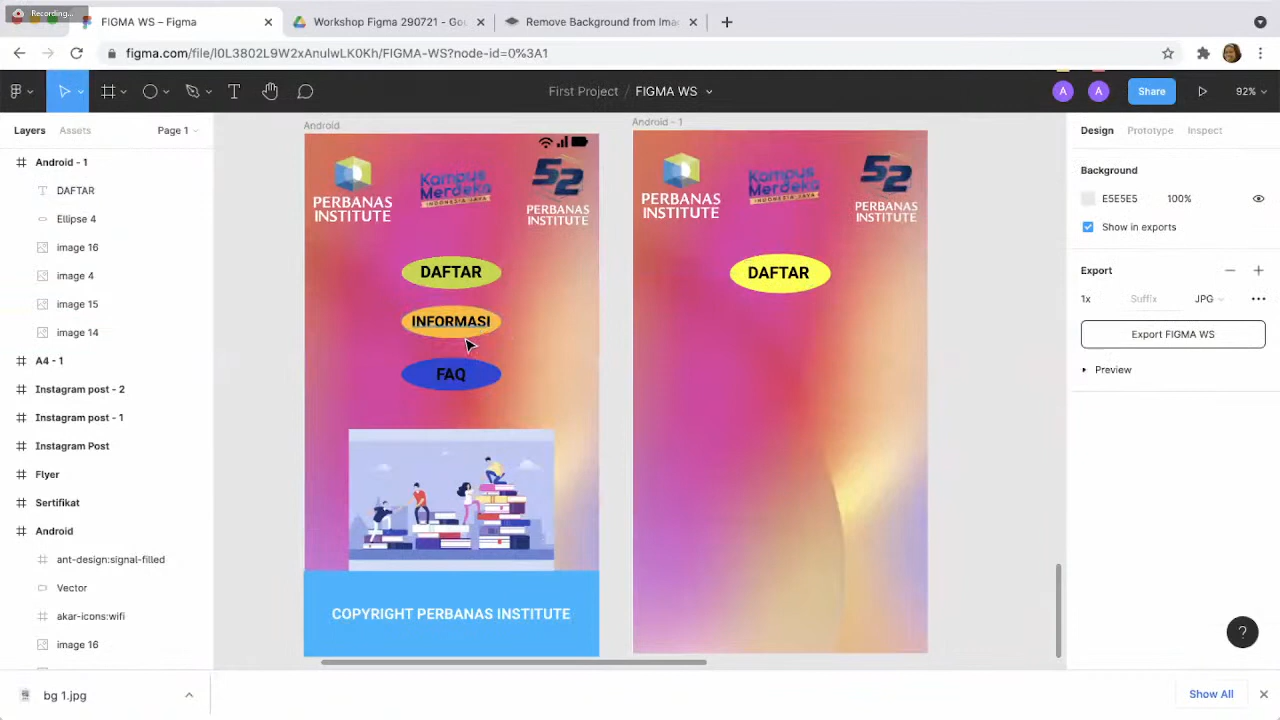 Recording...
FIGMA WS – Figma
Workshop Figma 290721 - Go
Remove Background from Ima
figma.com/file/l0L3802L9W2xAnulwLK0Kh/FIGMA-WS?node-id=0%3A1
First Project / FIGMA WS
A
A
Share
92%
Layers
Assets
Page 1
Design
Prototype
Inspect
Android - 1
DAFTAR
Ellipse 4
image 16
image 4
image 15
image 14
A4 - 1
Instagram post - 2
Instagram post - 1
Instagram Post
Flyer
Sertifikat
Android
ant-design:signal-filled
Vector
akar-icons:wifi
image 16
Android
PERBANAS
INSTITUTE
Kampus
Merdeka
INDONESIA JAYA
52
PERBANAS
INSTITUTE
DAFTAR
INFORMASI
FAQ
COPYRIGHT PERBANAS INSTITUTE
Android - 1
PERBANAS
INSTITUTE
Kampus
Merdeka
INDONESIA JAYA
52
PERBANAS
INSTITUTE
DAFTAR
Background
E5E5E5
100%
Show in exports
Export
1x
Suffix
JPG
Export FIGMA WS
Preview
?
bg 1.jpg
Show All